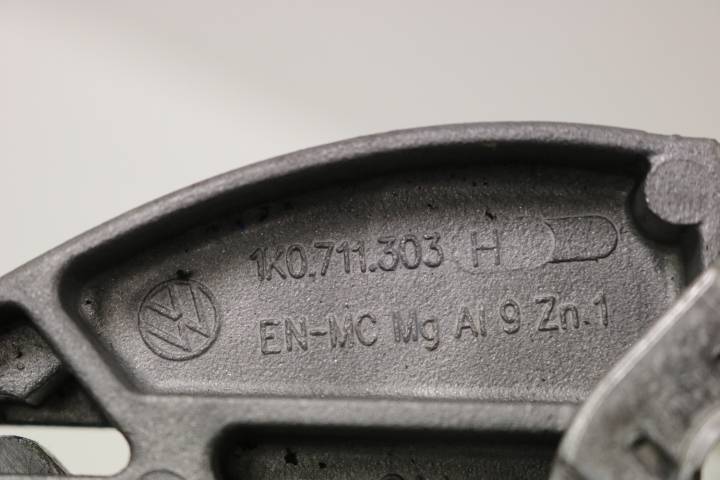 1K0.711.303 H
EN-MC Mg Al 9 Zn.1